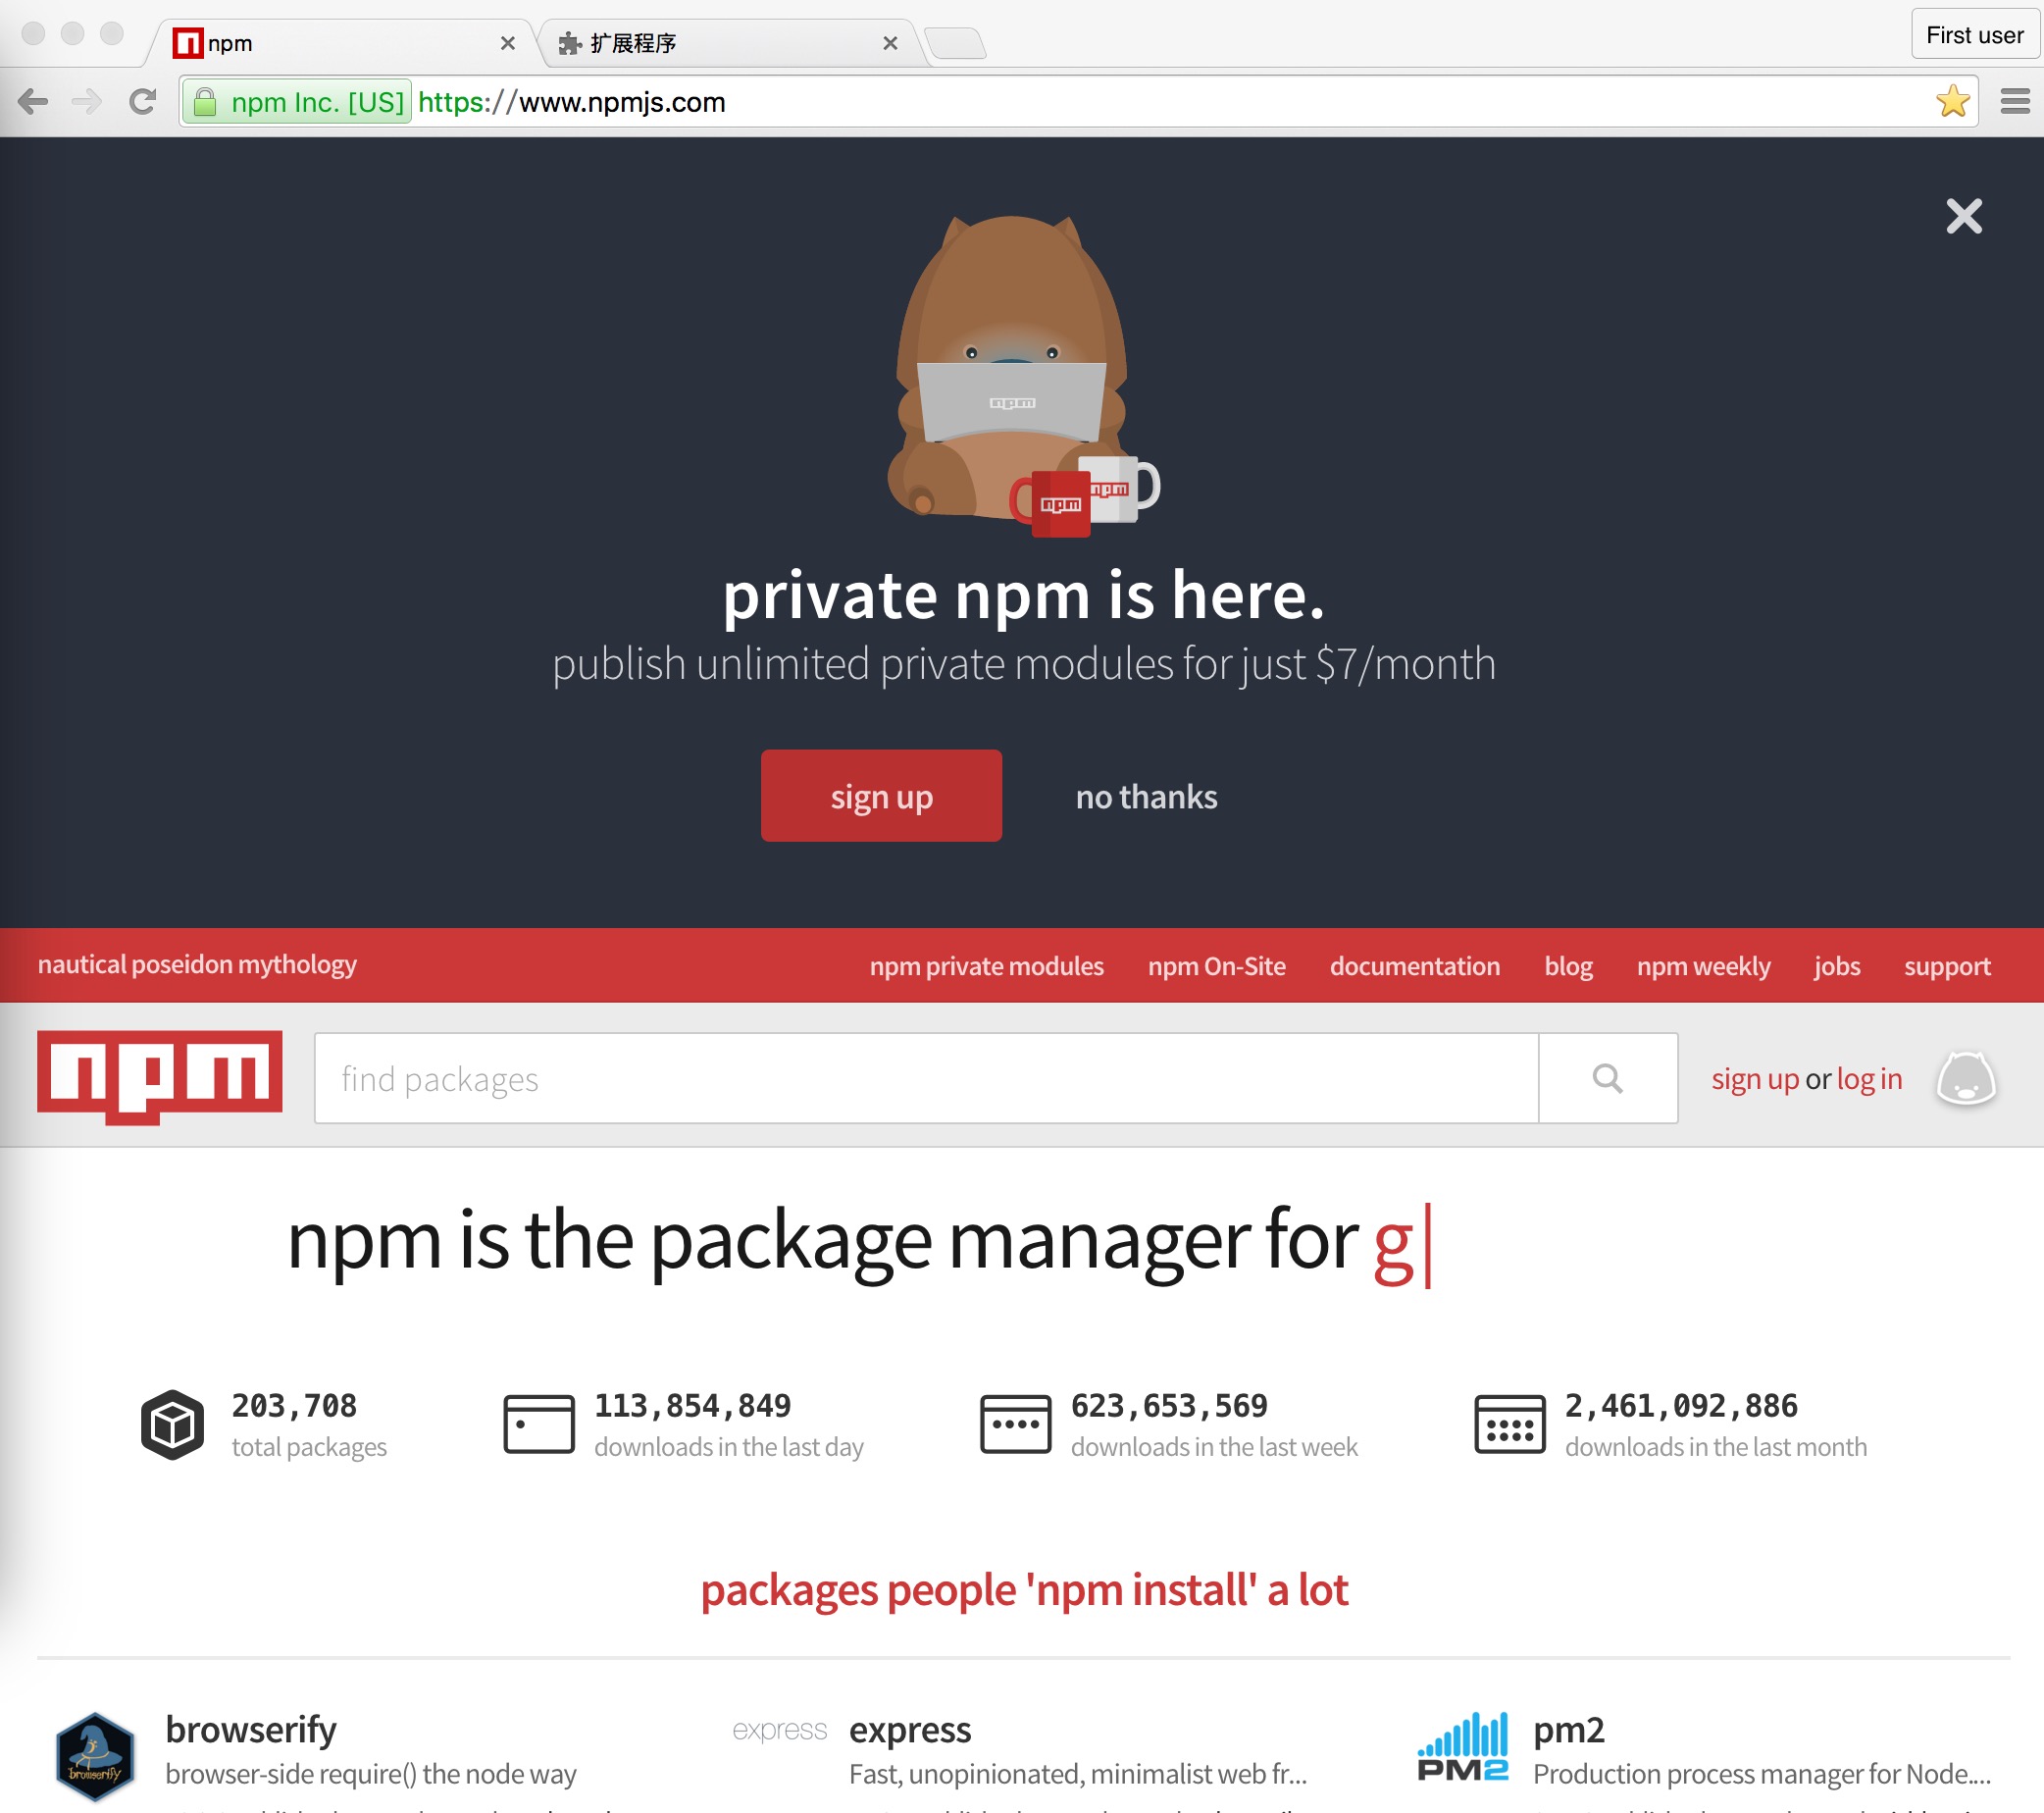 npm
扩展程序
First user
npm Inc. [US] https://www.npmjs.com
npm
npm
npm
private npm is here.
publish unlimited private modules for just $7/month
sign up
no thanks
nautical poseidon mythology
npm private modules
npm On-Site
documentation
blog
npm weekly
jobs
support
npm
find packages
sign up or log in
npm is the package manager for g
203,708
total packages
113,854,849
downloads in the last day
623,653,569
downloads in the last week
2,461,092,886
downloads in the last month
packages people 'npm install' a lot
browserify
browserify
browser-side require() the node way
express
express
Fast, unopinionated, minimalist web fr...
PM2
pm2
Production process manager for Node....